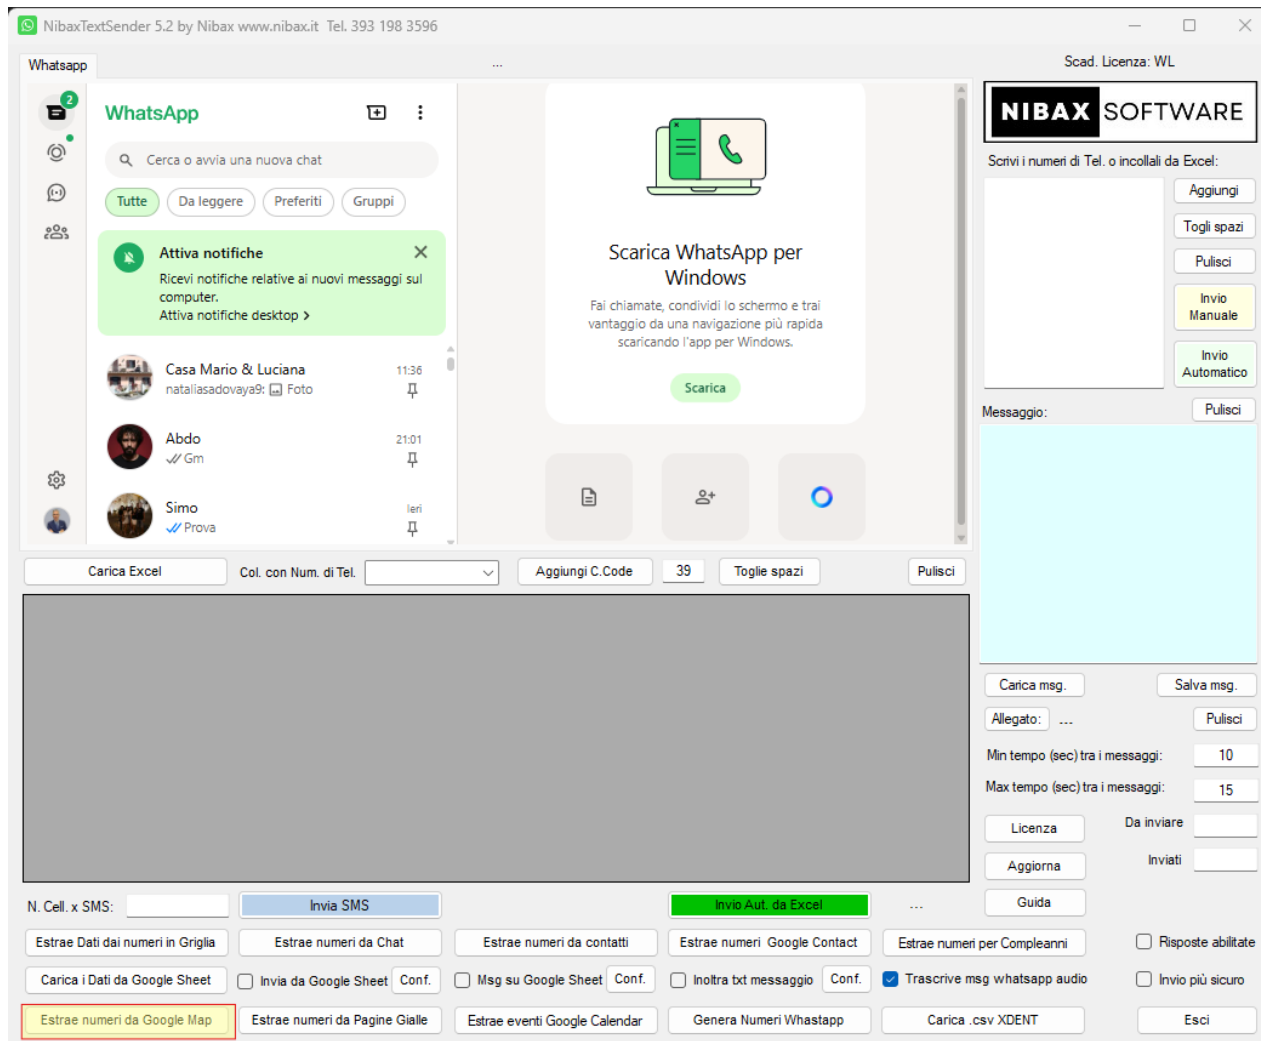 NibaxTextSender 5.2 by Nibax www.nibax.it Tel. 393 198 3596
Whatsapp
...
Scad. Licenza: WL
2
WhatsApp
Cerca o avvia una nuova chat
Tutte
Da leggere
Preferiti
Gruppi
Attiva notifiche
Ricevi notifiche relative ai nuovi messaggi sul
computer.
Attiva notifiche desktop >
Casa Mario & Luciana
11:36
nataliasadovaya9: Foto
Abdo
21:01
Gm
Simo
Ieri
Prova
Scarica WhatsApp per
Windows
Fai chiamate, condividi lo schermo e trai
vantaggio da una navigazione più rapida
scaricando l'app per Windows.
Scarica
NIBAX SOFTWARE
Scrivi i numeri di Tel. o incollali da Excel:
Aggiungi
Togli spazi
Pulisci
Invio
Manuale
Invio
Automatico
Messaggio:
Pulisci
Carica Excel
Col. con Num. di Tel.
Aggiungi C.Code
39
Toglie spazi
Pulisci
Carica msg.
Salva msg.
Allegato:
...
Pulisci
Min tempo (sec) tra i messaggi:
10
Max tempo (sec) tra i messaggi:
15
Licenza
Da inviare
Aggiorna
Inviati
Guida
N. Cell. x SMS:
Invia SMS
Invio Aut. da Excel
...
Estrae Dati dai numeri in Griglia
Estrae numeri da Chat
Estrae numeri da contatti
Estrae numeri Google Contact
Estrae numeri per Compleanni
Risposte abilitate
Carica i Dati da Google Sheet
Invia da Google Sheet
Conf.
Msg su Google Sheet
Conf.
Inoltra txt messaggio
Conf.
Trascrive msg whatsapp audio
Invio più sicuro
Estrae numeri da Google Map
Estrae numeri da Pagine Gialle
Estrae eventi Google Calendar
Genera Numeri Whastapp
Carica .csv XDENT
Esci